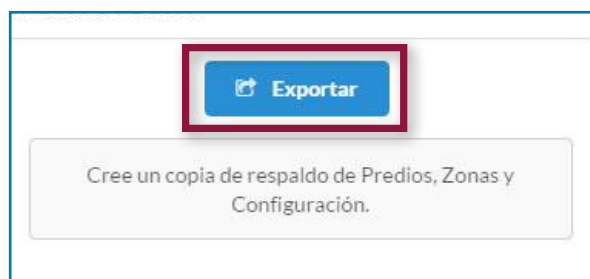 Exportar
Cree un copia de respaldo de Predios, Zonas y
Configuración.